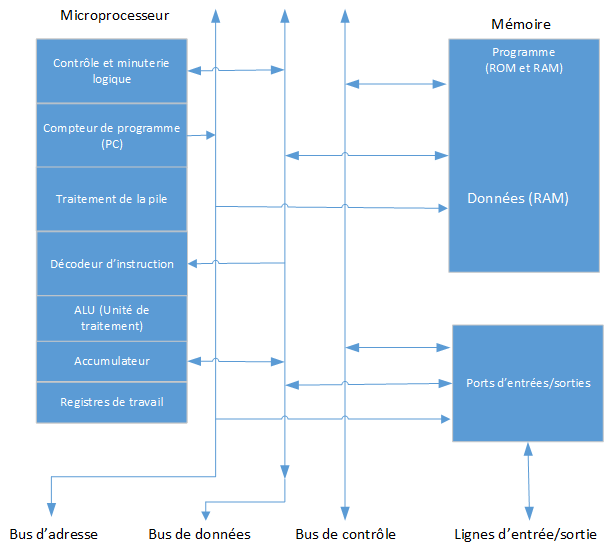 Microprocesseur
Contrôle et minuterie
logique
Compteur de programme
(PC)
Traitement de la pile
Décodeur d’instruction
ALU (Unité de
traitement)
Accumulateur
Registres de travail
Mémoire
Programme
(ROM et RAM)
Données (RAM)
Ports d’entrées/sorties
Bus d’adresse
Bus de données
Bus de contrôle
Lignes d’entrée/sortie